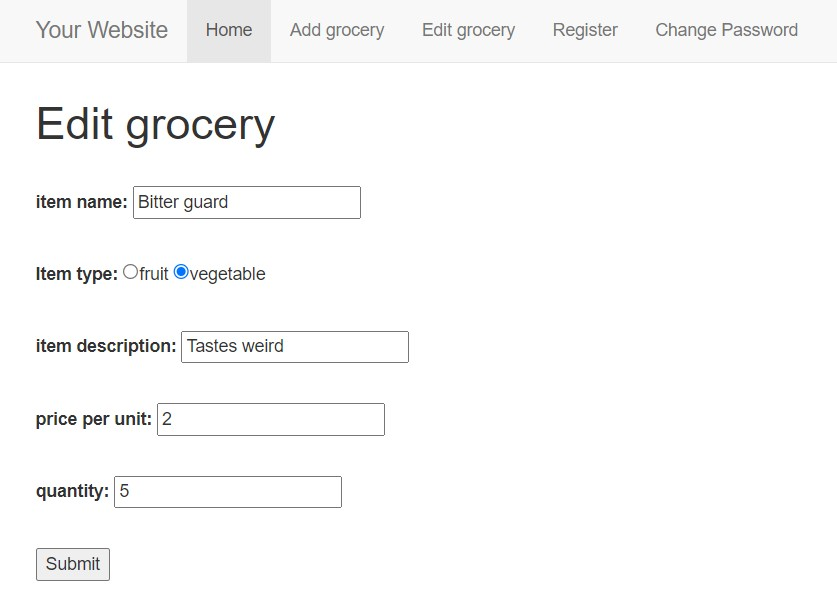 Your Website Home Add grocery Edit grocery Register Change Password
Edit grocery
item name: Bitter guard
Item type: fruit vegetable
item description: Tastes weird
price per unit: 2
quantity: 5
Submit